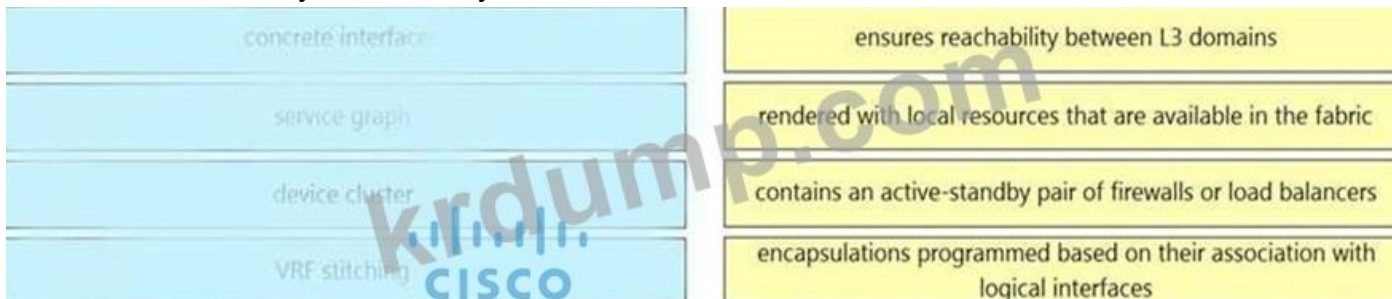 concrete interface
ensures reachability between L3 domains
service graph
rendered with local resources that are available in the fabric
device cluster
contains an active-standby pair of firewalls or load balancers
VRF stitching
encapsulations programmed based on their association with
logical interfaces
krdump.com
CISCO